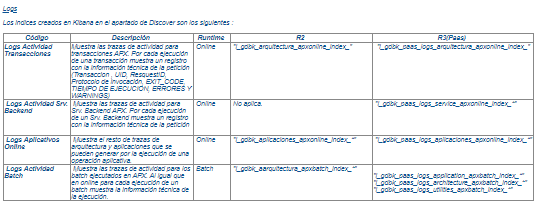 Logs
Los índices creados en Kibana en el apartado de Discover son los siguientes :
Código Descripción Runtime R2 R3(Paas)
Logs Actividad Transacciones
Muestra las trazas de actividad para
transacciones APX. Por cada ejecución
de una transacción muestra un registro
con la información técnica de la petición
(Transaccion , UID, RequestID,
Protocolo de Invocación, EXIT_CODE,
TIEMPO DE EJECUCIÓN, ERRORES Y
WARNINGS)
Online
"l_gdbk_arquitectura_apxonline_index_"
"l_gdbk_paas_logs_arquitectura_apxonline_index_"
Logs Actividad Srv.
Backend
Muestra las trazas de actividad para
Srv. Backend APX. Por cada ejecución
de un Srv. Backend muestra un registro
con la información técnica de la petición
Online
No aplica.
"l_gdbk_paas_logs_service_apxonline_index_*"
Logs Aplicativos
Online
Muestra el resto de trazas de
arquitectura y aplicaciones que se
pueden generar por la ejecución de una
operación aplicativa.
Online
"l_gdbk_aplicaciones_apxonline_index_*"
"l_gdbk_paas_logs_aplicaciones_apxonline_index_*"
Logs Actividad
Batch
Muestra las trazas de actividad para los
batch ejecutados en APX. Al igual que
en online para cada ejecución de un
batch muestra la información técnica de
la ejecución.
Batch
"l_gdbk_aarquitectura_apxbatch_index_*"
"l_gdbk_paas_logs_application_apxbatch_index_*"
"l_gdbk_paas_logs_architecture_apxbatch_index_*"
"l_gdbk_paas_logs_utilities_apxbatch_index_*"